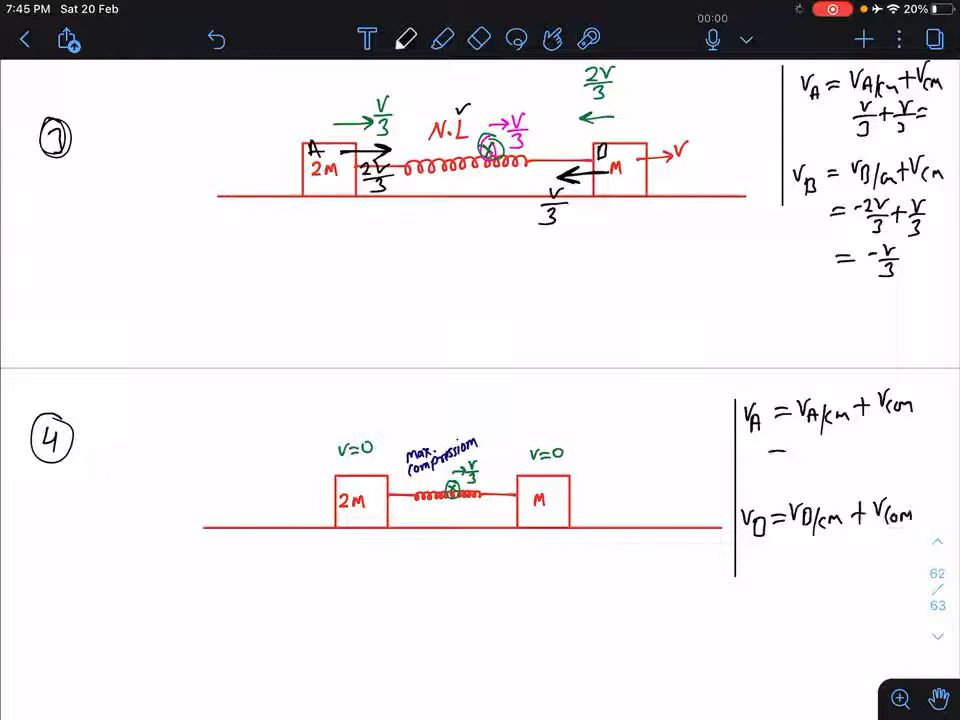 7:45 PM Sat 20 Feb
20%
00:00
T
3
V/3
N.L
V/3
2V/3
A
2M
2V/3
M
V
V/3
V_A = V_A/cm + V_cm
V/3 + V/3 =
V_B = V_B/cm + V_cm
= -2V/3 + V/3
= -V/3
4
V=0
max. compression
V/3
V=0
2M
M
V_A = V_A/cm + V_com
=
V_B = V_B/cm + V_com
62
/
63